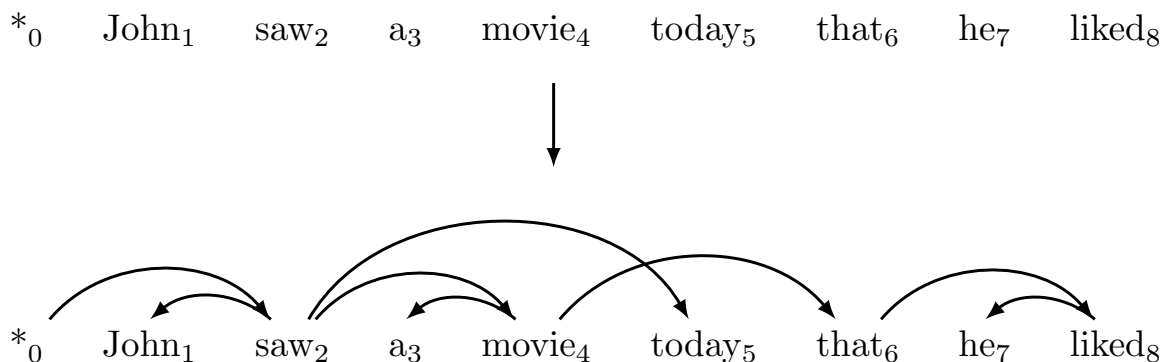 *₀ John₁ saw₂ a₃ movie₄ today₅ that₆ he₇ liked₈
*₀ John₁ saw₂ a₃ movie₄ today₅ that₆ he₇ liked₈